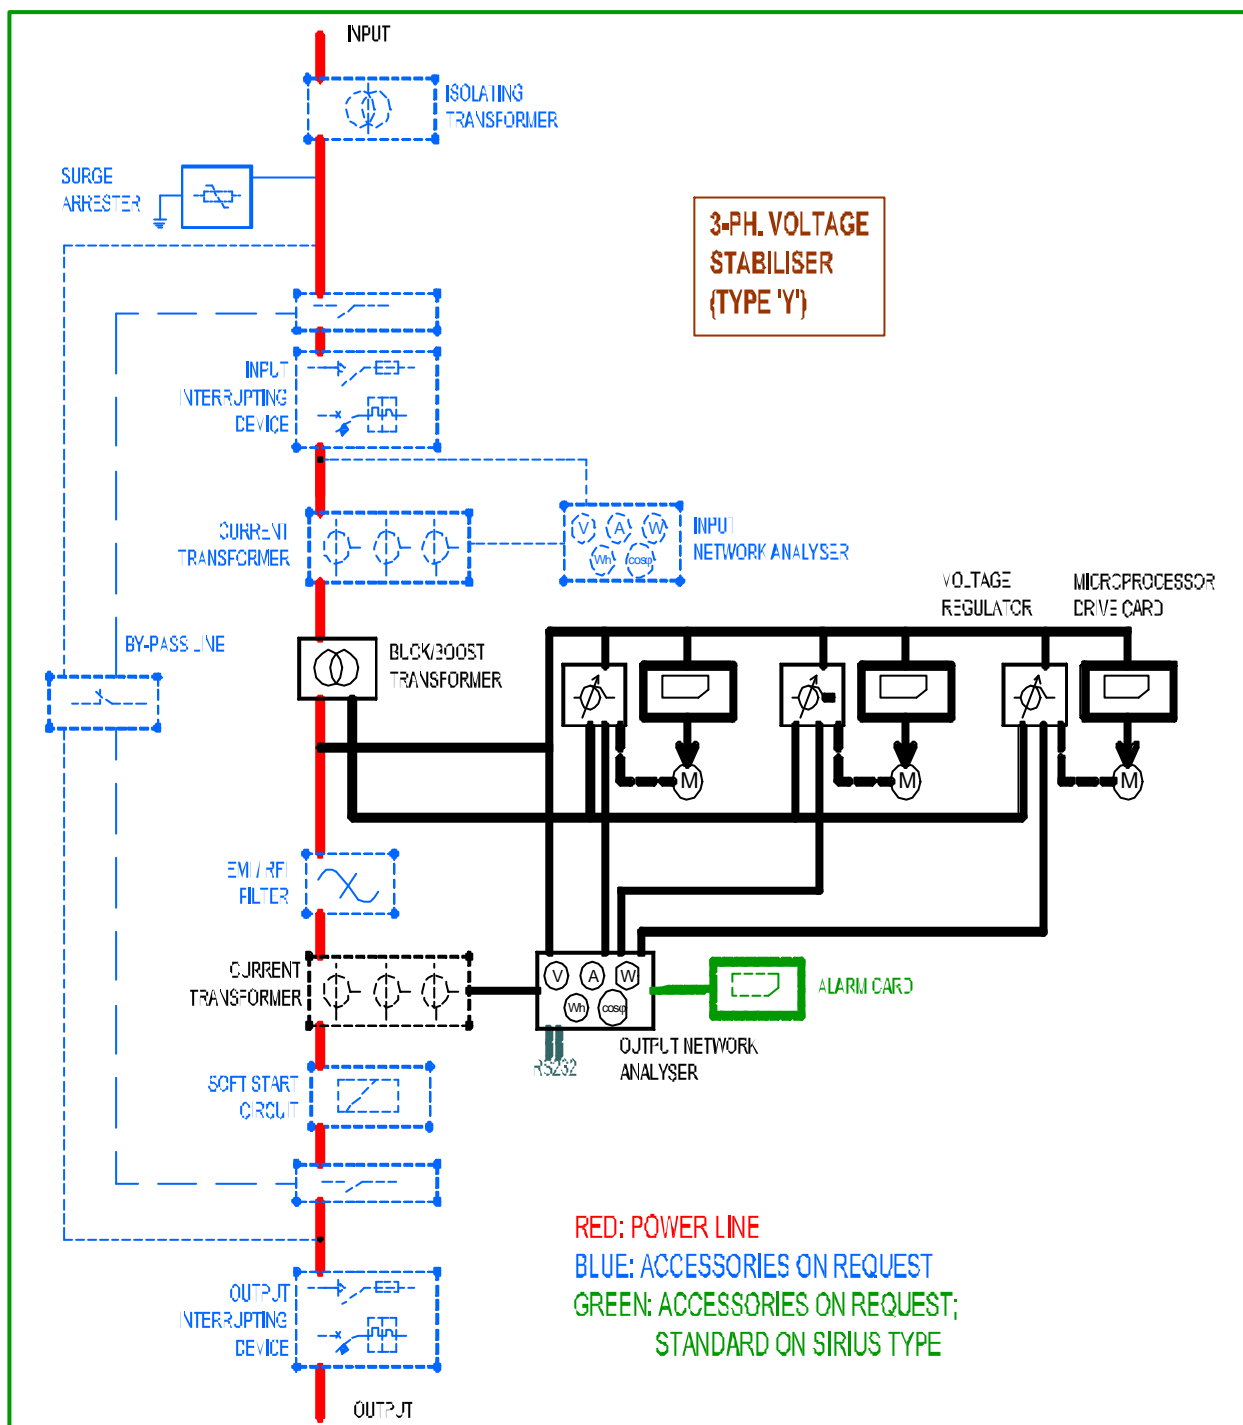 INPUT
ISOLATING
TRANSFORMER
SURGE
ARRESTER
3-PH. VOLTAGE
STABILISER
(TYPE 'Y')
INPUT
INTERRUPTING
DEVICE
CURRENT
TRANSFORMER
V A W
Wh cosφ
INPUT
NETWORK ANALYSER
VOLTAGE
REGULATOR
MICROPROCESSOR
DRIVE CARD
BY-PASS LINE
BUCK/BOOST
TRANSFORMER
M
M
M
EMI / RFI
FILTER
CURRENT
TRANSFORMER
V A W
Wh cosφ
ALARM CARD
RS232
OUTPUT NETWORK
ANALYSER
SOFT START
CIRCUIT
RED: POWER LINE
BLUE: ACCESSORIES ON REQUEST
GREEN: ACCESSORIES ON REQUEST;
STANDARD ON SIRIUS TYPE
OUTPUT
INTERRUPTING
DEVICE
OUTPUT